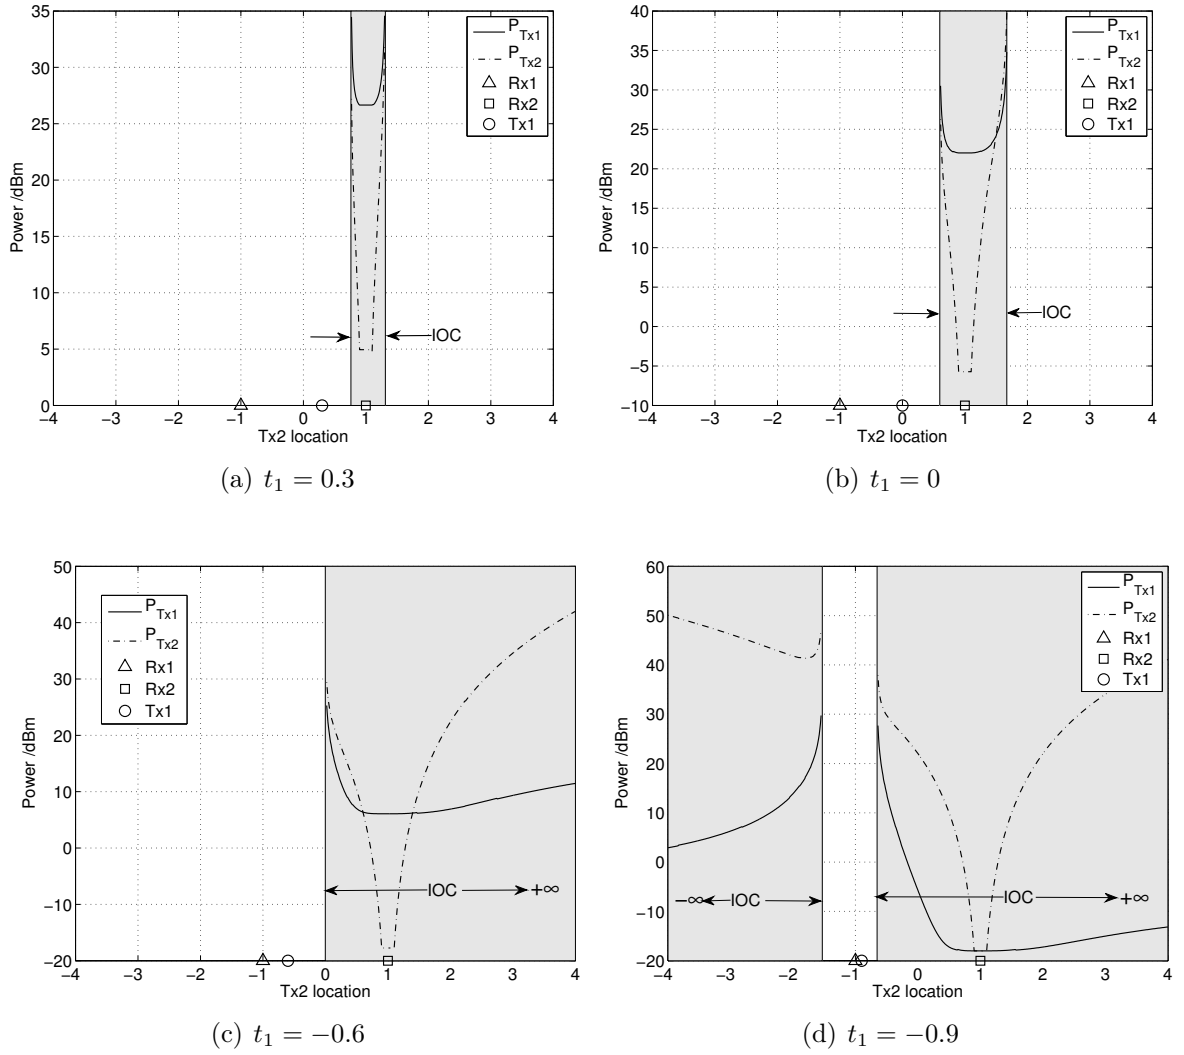 35
30
25
20
15
10
5
0
Power /dBm
P_Tx1
P_Tx2
Rx1
Rx2
Tx1
IOC
−4 −3 −2 −1 0 1 2 3 4
Tx2 location
(a) t₁ = 0.3
40
35
30
25
20
15
10
5
0
−5
−10
Power /dBm
P_Tx1
P_Tx2
Rx1
Rx2
Tx1
IOC
−4 −3 −2 −1 0 1 2 3 4
Tx2 location
(b) t₁ = 0
50
40
30
20
10
0
−10
−20
Power /dBm
P_Tx1
P_Tx2
Rx1
Rx2
Tx1
IOC +∞
−4 −3 −2 −1 0 1 2 3 4
Tx2 location
(c) t₁ = −0.6
60
50
40
30
20
10
0
−10
−20
Power /dBm
P_Tx1
P_Tx2
Rx1
Rx2
Tx1
−∞ IOC IOC +∞
−4 −3 −2 −1 0 1 2 3 4
Tx2 location
(d) t₁ = −0.9